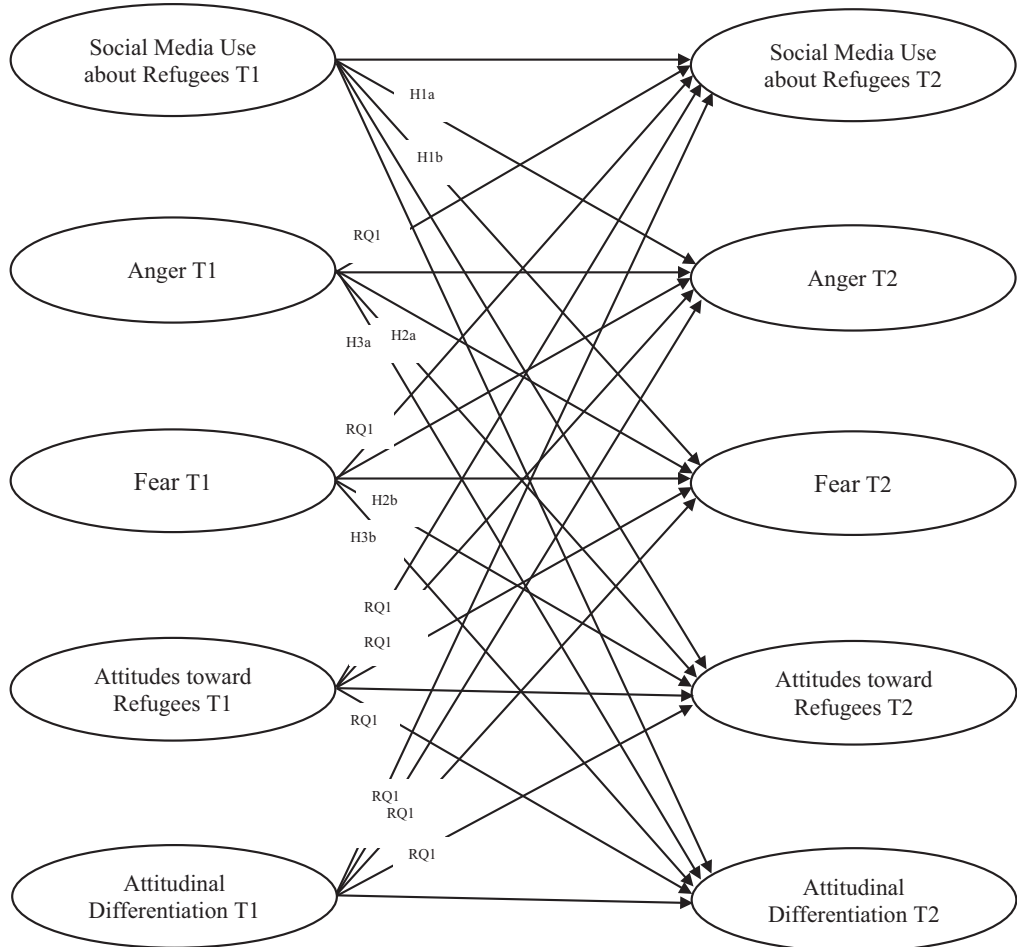 Social Media Use
about Refugees T1
Social Media Use
about Refugees T2
H1a
H1b
RQ1
Anger T1
Anger T2
H3a
H2a
RQ1
Fear T1
Fear T2
H2b
H3b
RQ1
RQ1
Attitudes toward
Refugees T1
Attitudes toward
Refugees T2
RQ1
RQ1
RQ1
RQ1
Attitudinal
Differentiation T1
Attitudinal
Differentiation T2